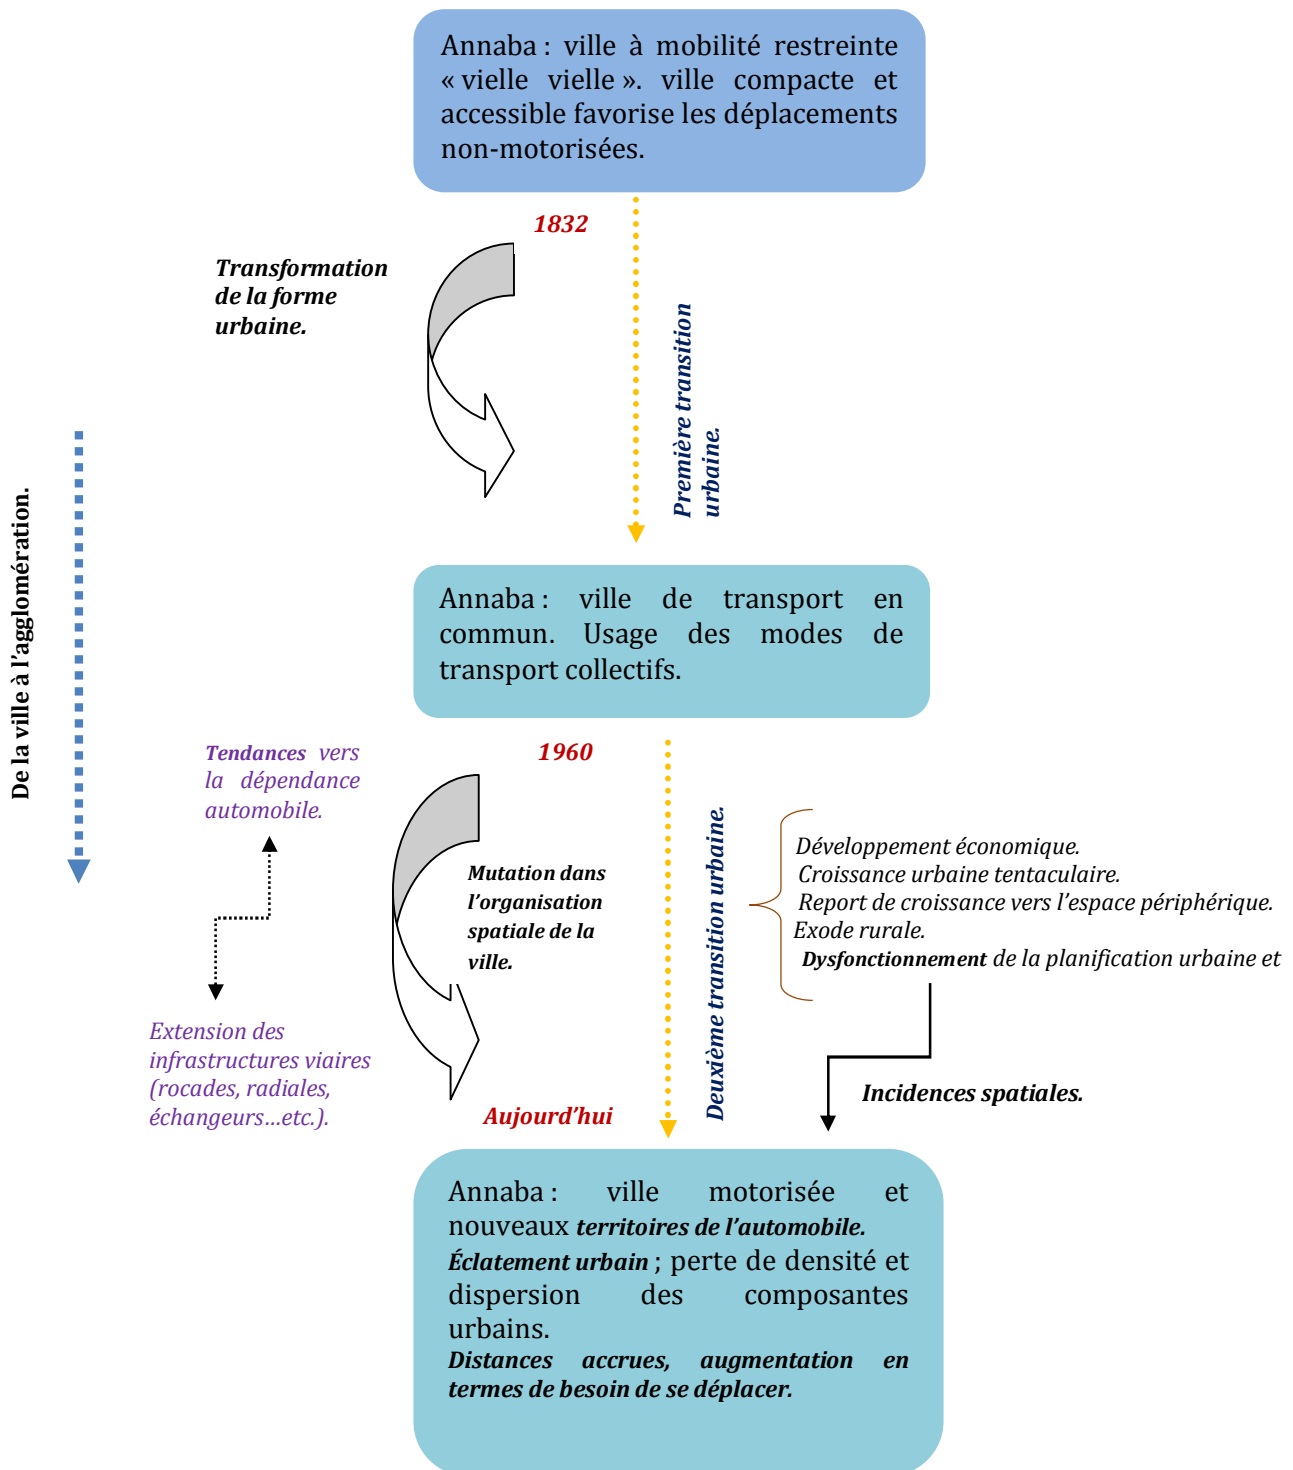 Annaba : ville à mobilité restreinte
« vielle vielle ». ville compacte et
accessible favorise les déplacements
non-motorisées.
1832
Transformation
de la forme
urbaine.
Première transition
urbaine.
De la ville à l'agglomération.
Annaba : ville de transport en
commun. Usage des modes de
transport collectifs.
1960
Tendances vers
la dépendance
automobile.
Mutation dans
l'organisation
spatiale de la
ville.
Deuxième transition urbaine.
Développement économique.
Croissance urbaine tentaculaire.
Report de croissance vers l'espace périphérique.
Exode rurale.
Dysfonctionnement de la planification urbaine et
Extension des
infrastructures viaires
(rocades, radiales,
échangeurs…etc.).
Incidences spatiales.
Aujourd'hui
Annaba : ville motorisée et
nouveaux territoires de l'automobile.
Éclatement urbain ; perte de densité et
dispersion des composantes
urbains.
Distances accrues, augmentation en
termes de besoin de se déplacer.